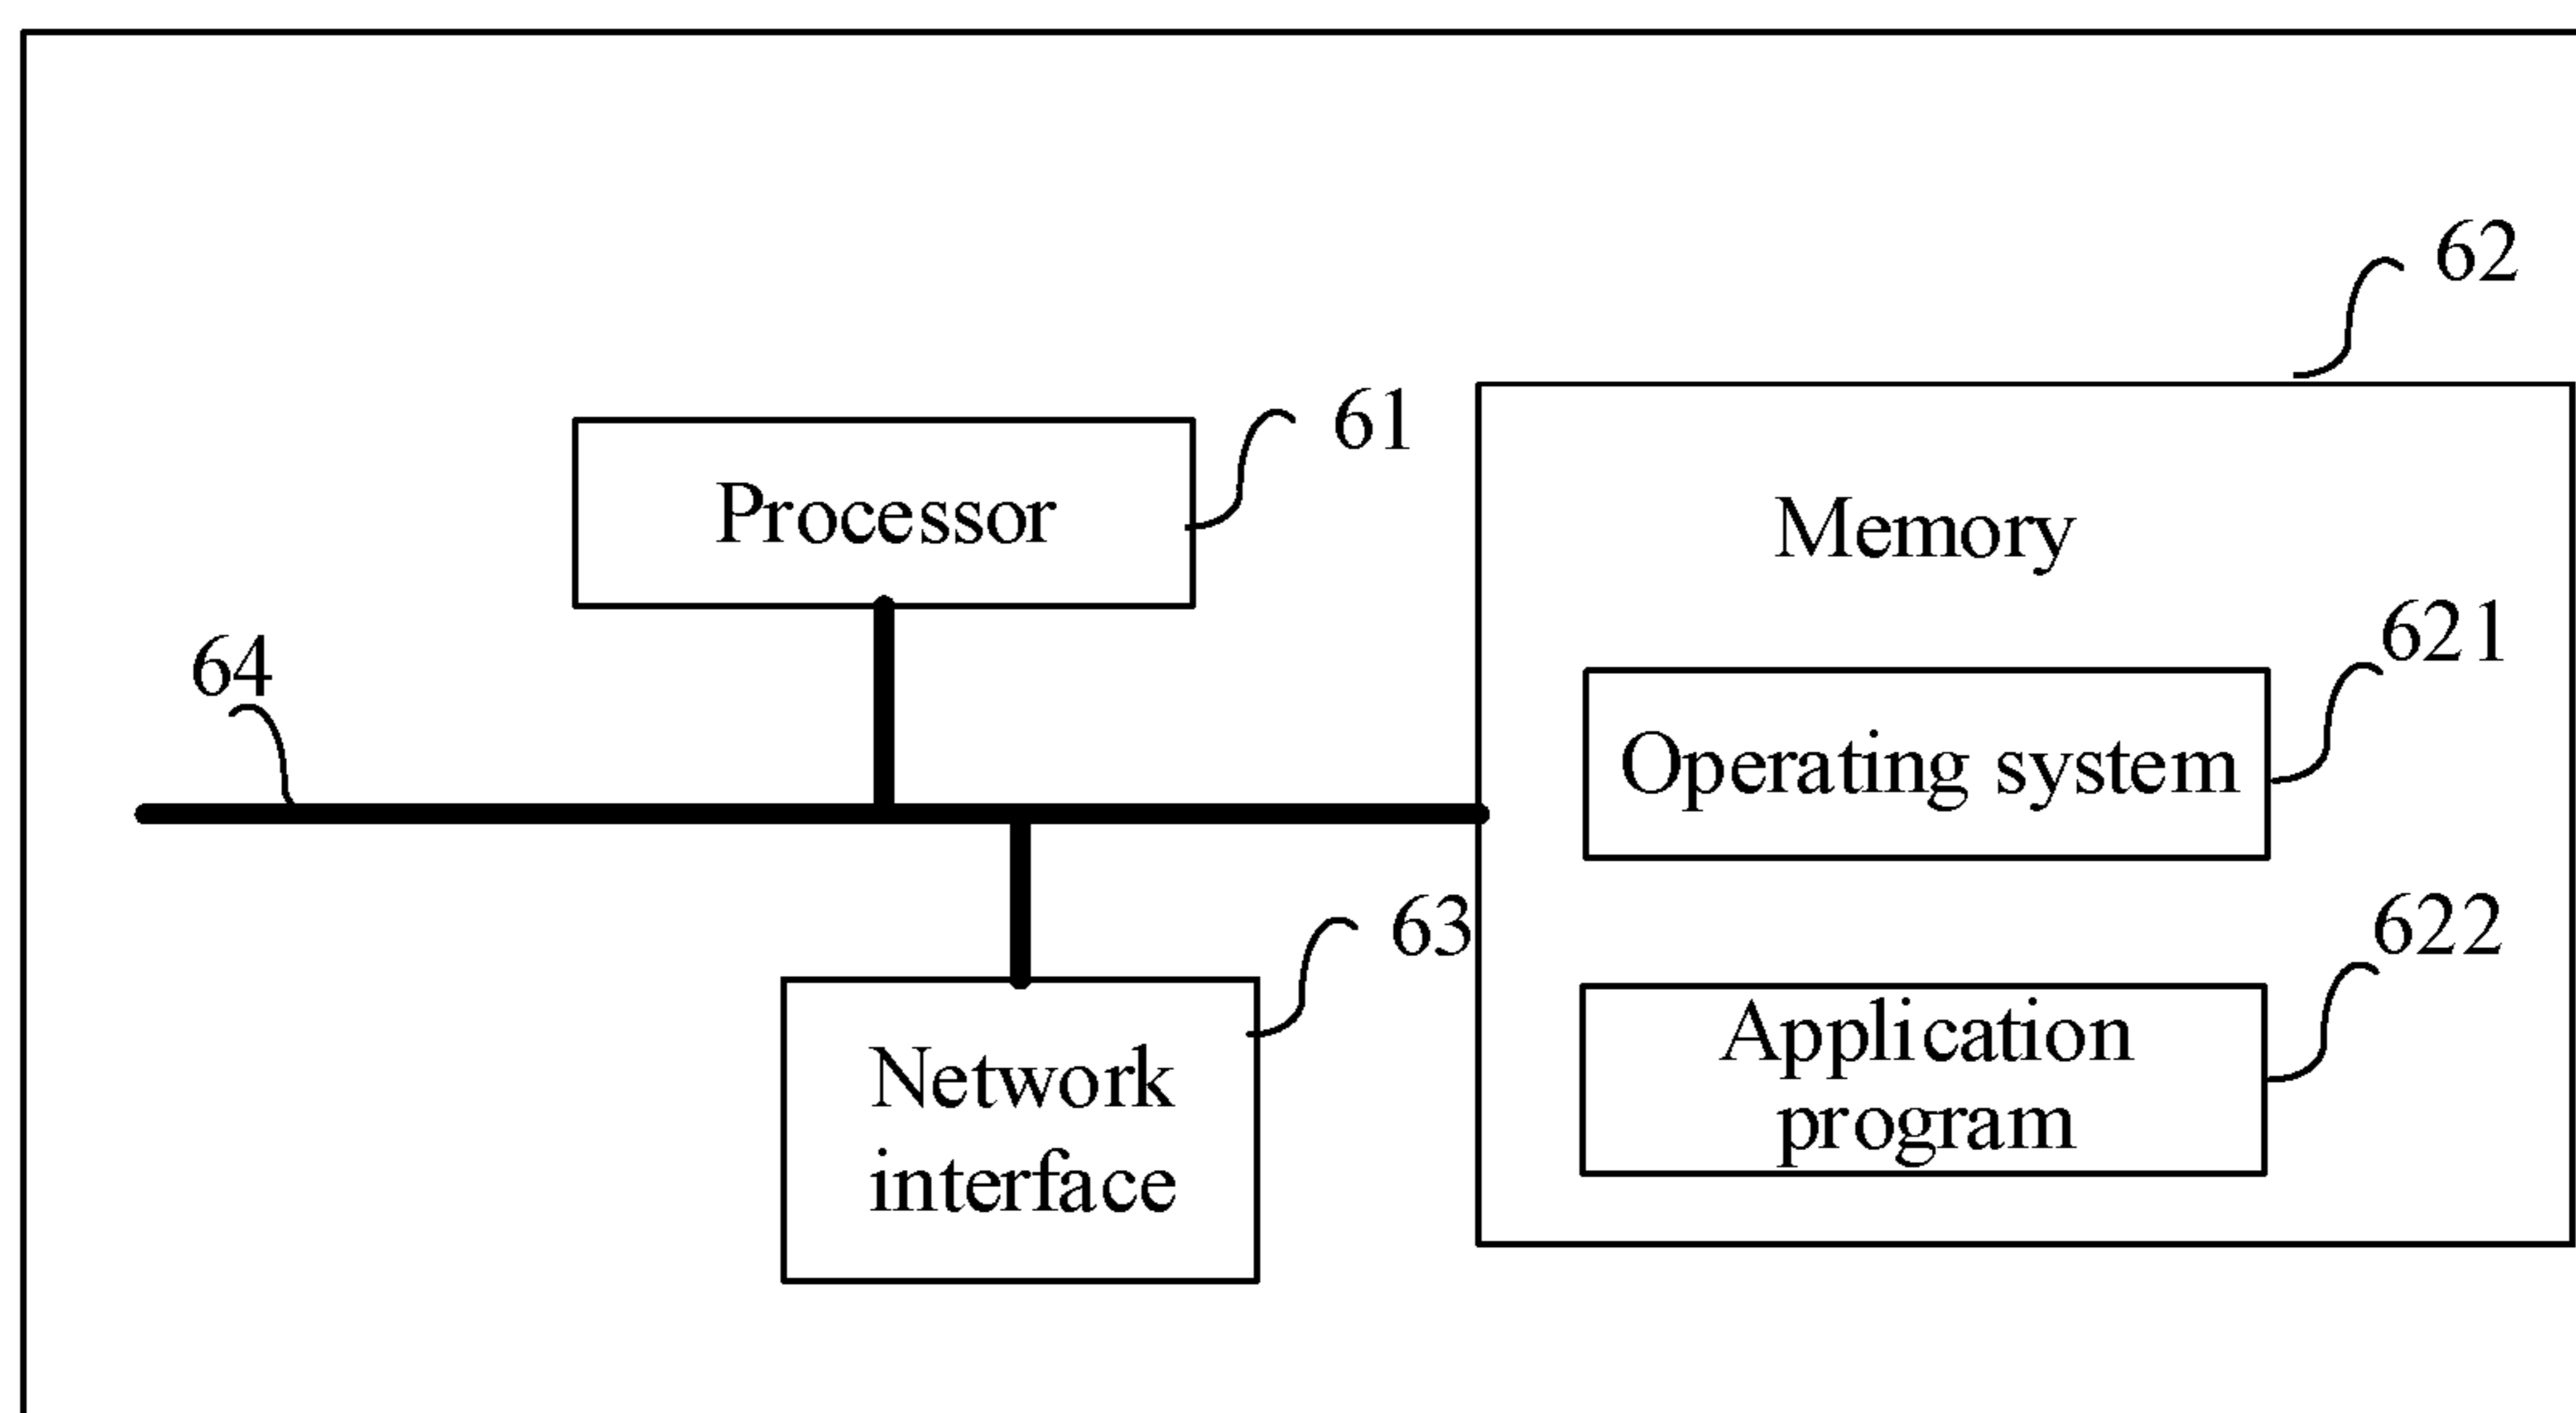 62
61
Processor
Memory
64
621
Operating system
63
622
Network
interface
Application
program